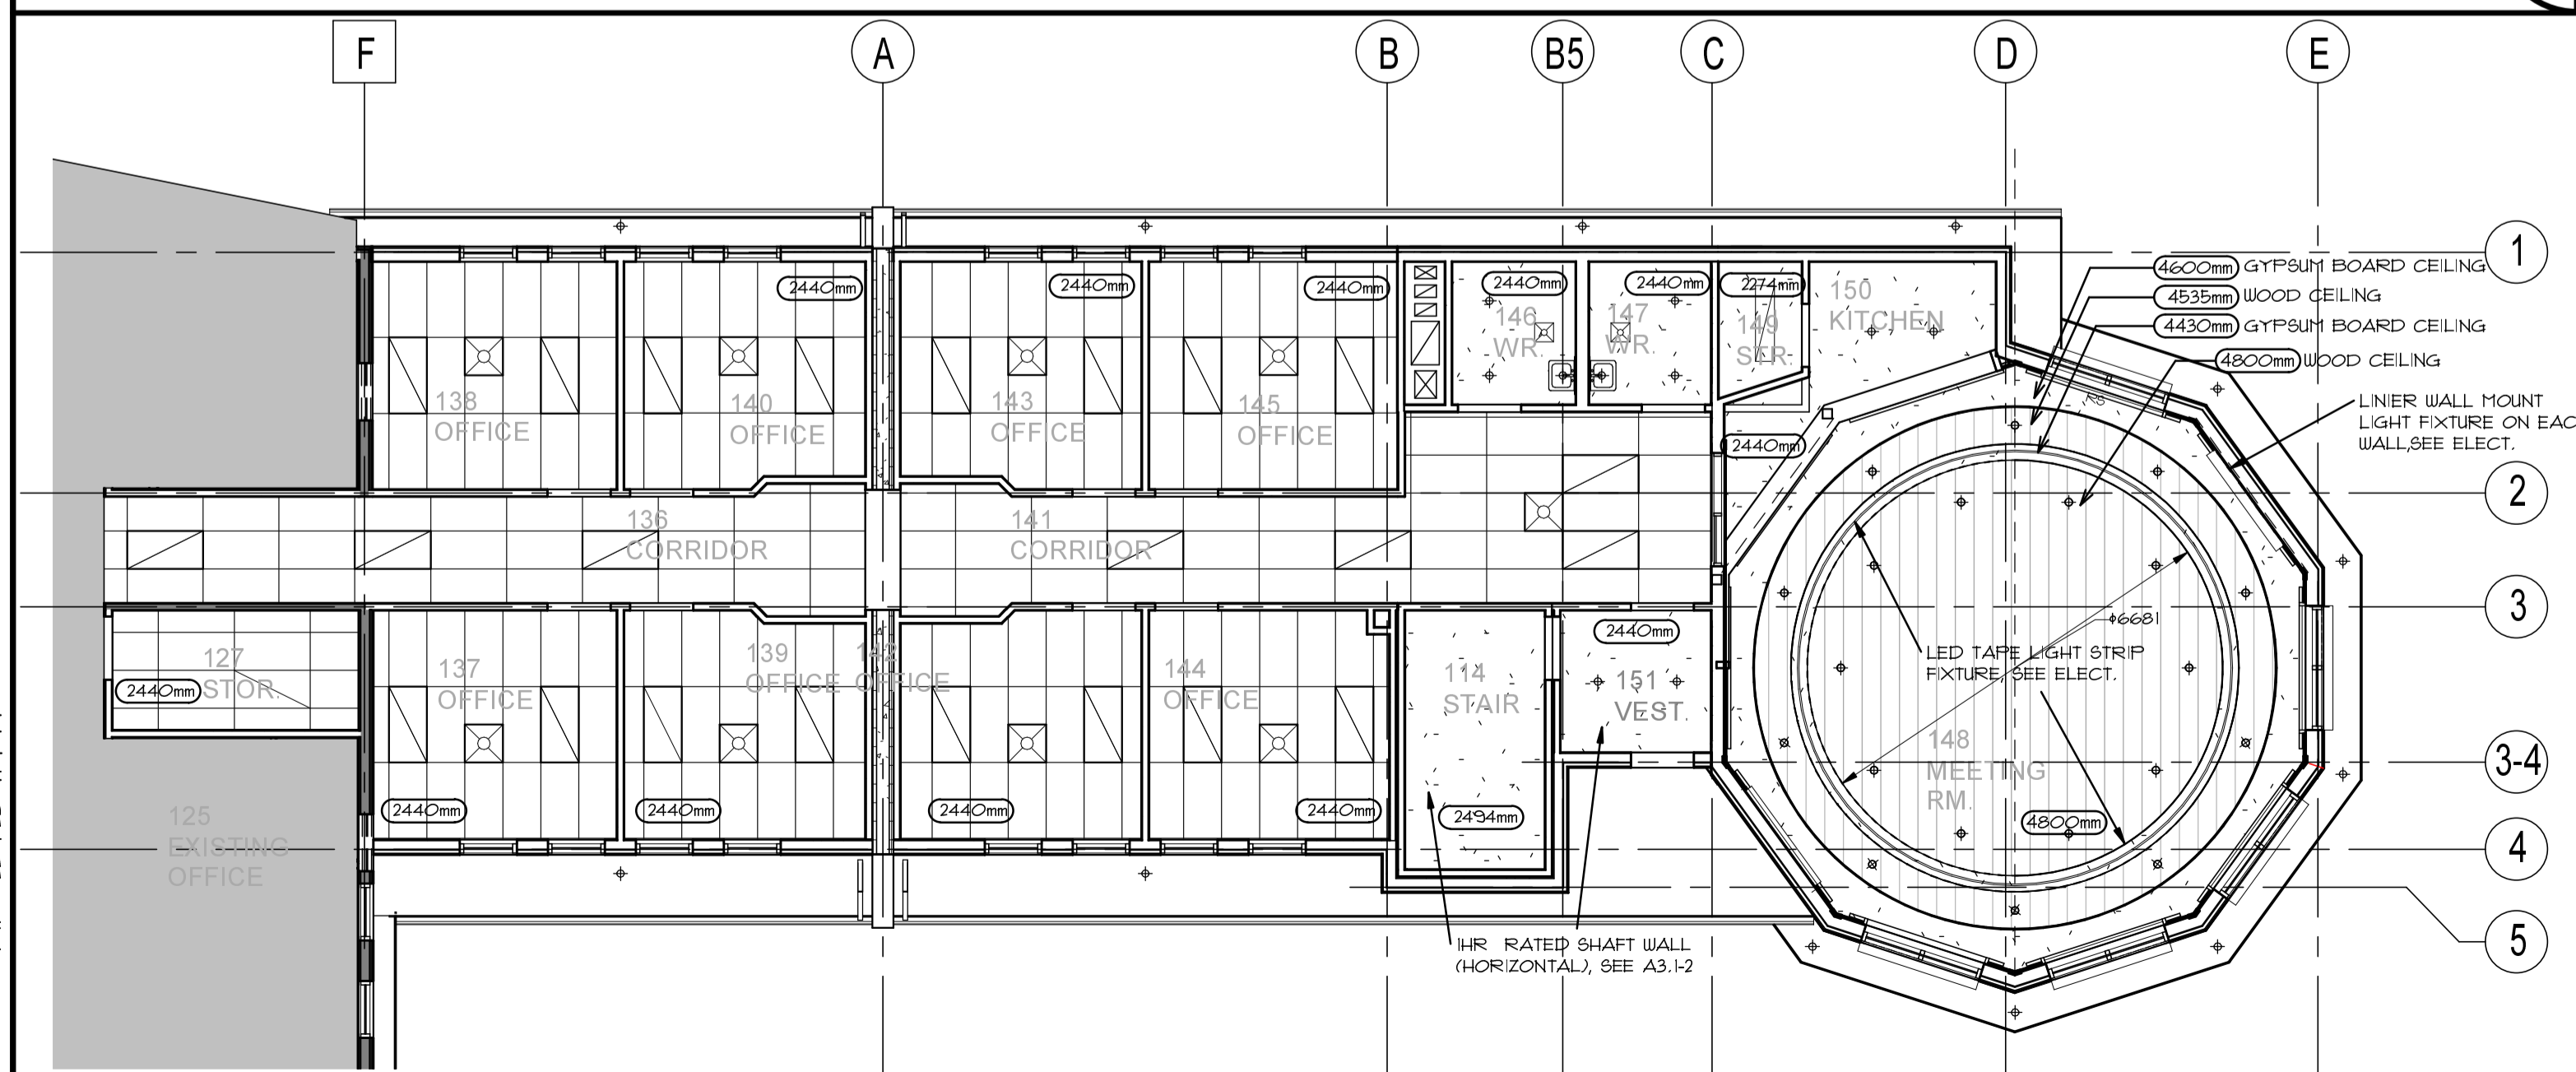 F
A
B
B5
C
D
E
1
2
3
3-4
4
5
4600mm GYPSUM BOARD CEILING
4535mm WOOD CEILING
4430mm GYPSUM BOARD CEILING
4800mm WOOD CEILING
LINIER WALL MOUNT
LIGHT FIXTURE ON EAC
WALL,SEE ELECT.
2440mm
2440mm
2440mm
2440mm
2440mm
2274mm
138
OFFICE
140
OFFICE
143
OFFICE
145
OFFICE
146
WR.
147
WR.
149
STR.
150
KITCHEN
2440mm
136
CORRIDOR
141
CORRIDOR
127
STOR.
2440mm
137
OFFICE
139
OFFICE
142
OFFICE
144
OFFICE
114
STAIR
2440mm
151
VEST.
ϕ6681
LED TAPE LIGHT STRIP
FIXTURE, SEE ELECT.
148
MEETING
RM.
4800mm
2440mm
2440mm
2440mm
2440mm
2494mm
125
EXISTING
OFFICE
1HR RATED SHAFT WALL
(HORIZONTAL), SEE A3.1-2